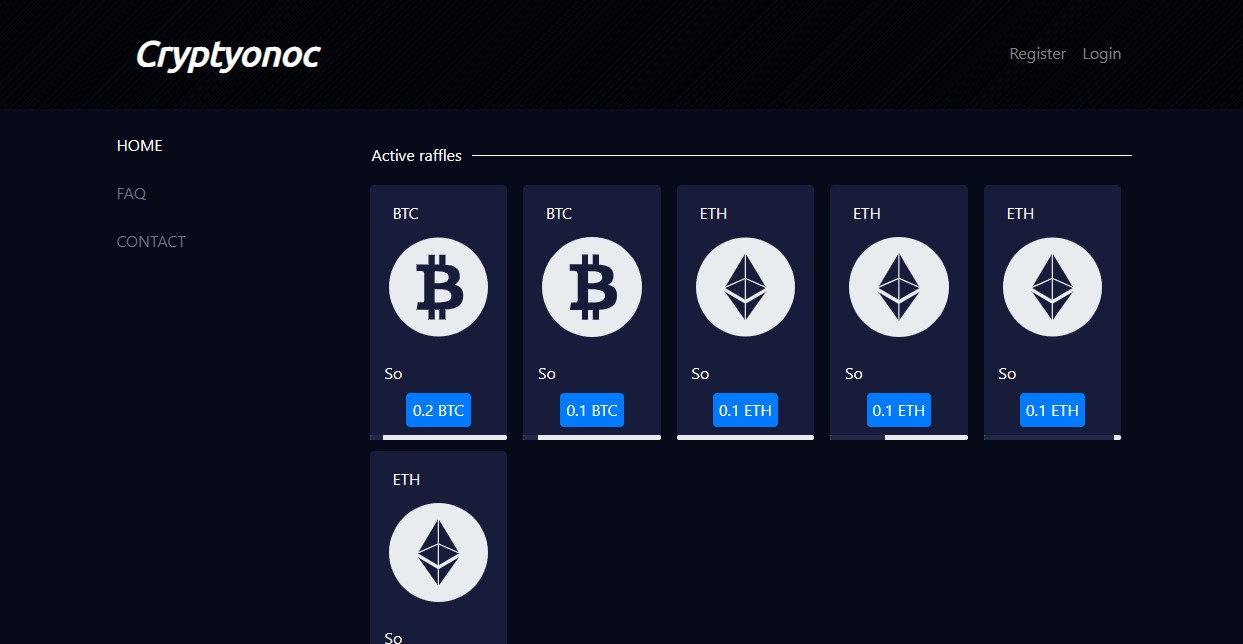 Cryptyonoc
Register Login
HOME
FAQ
CONTACT
Active raffles
BTC BTC ETH ETH ETH
So So So So So
0.2 BTC 0.1 BTC 0.1 ETH 0.1 ETH 0.1 ETH
ETH
So